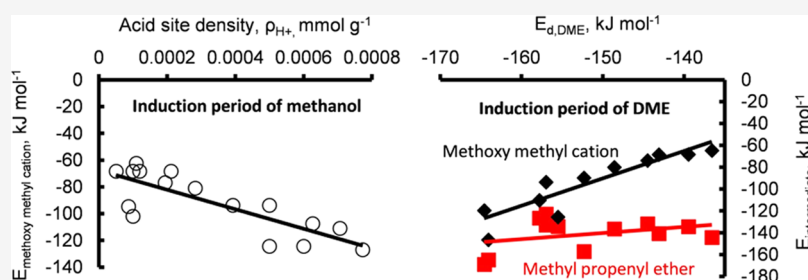 Acid site density, ρH+, mmol g-1
0 0.0002 0.0004 0.0006 0.0008
0
-20
-40
-60
-80
-100
-120
-140
Emethoxy methyl cation, kJ mol-1
Induction period of methanol
Ed,DME, kJ mol-1
-170 -160 -150 -140
Induction period of DME
Methoxy methyl cation
Methyl propenyl ether
0
-20
-40
-60
-80
-100
-120
-140
-160
-180
kJ mol-1